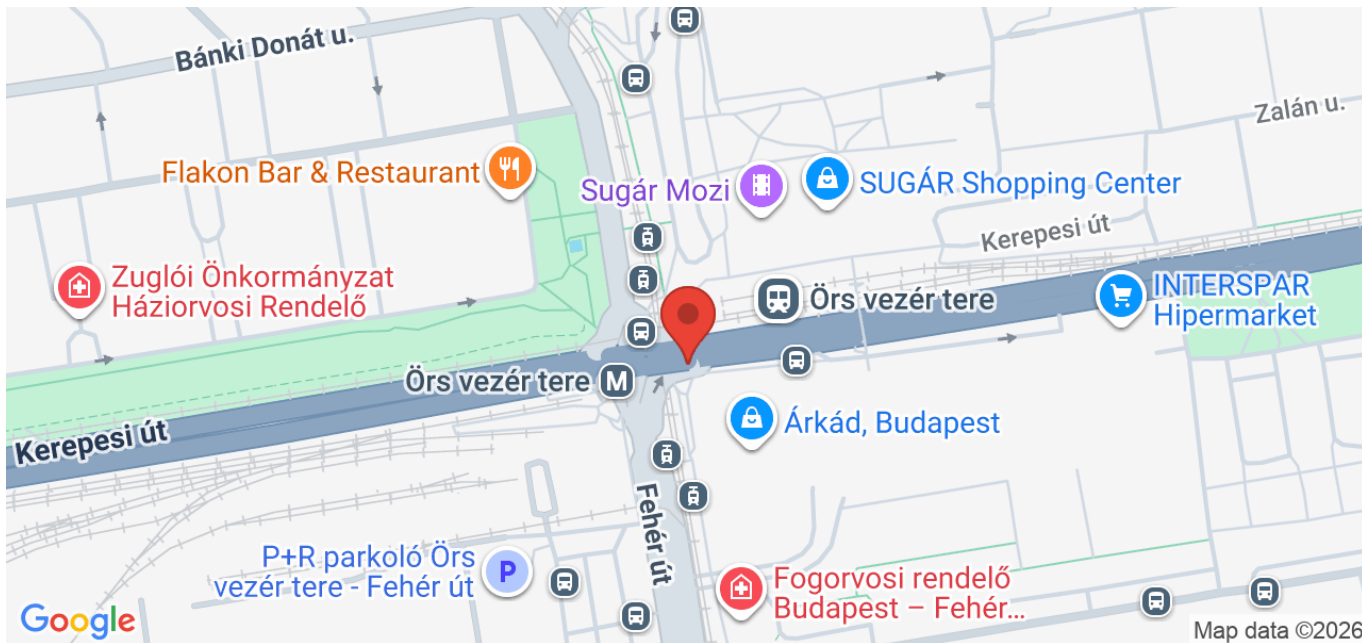 Bánki Donát u.
Zalán u.
Flakon Bar & Restaurant
Sugár Mozi
SUGÁR Shopping Center
Kerepesi út
Zuglói Önkormányzat
Háziorvosi Rendelő
Örs vezér tere
INTERSPAR
Hipermarket
Örs vezér tere
M
Árkád, Budapest
Kerepesi út
Fehér út
P+R parkoló Örs
vezér tere - Fehér út
P
Fogorvosi rendelő
Budapest – Fehér...
Google
Map data ©2026